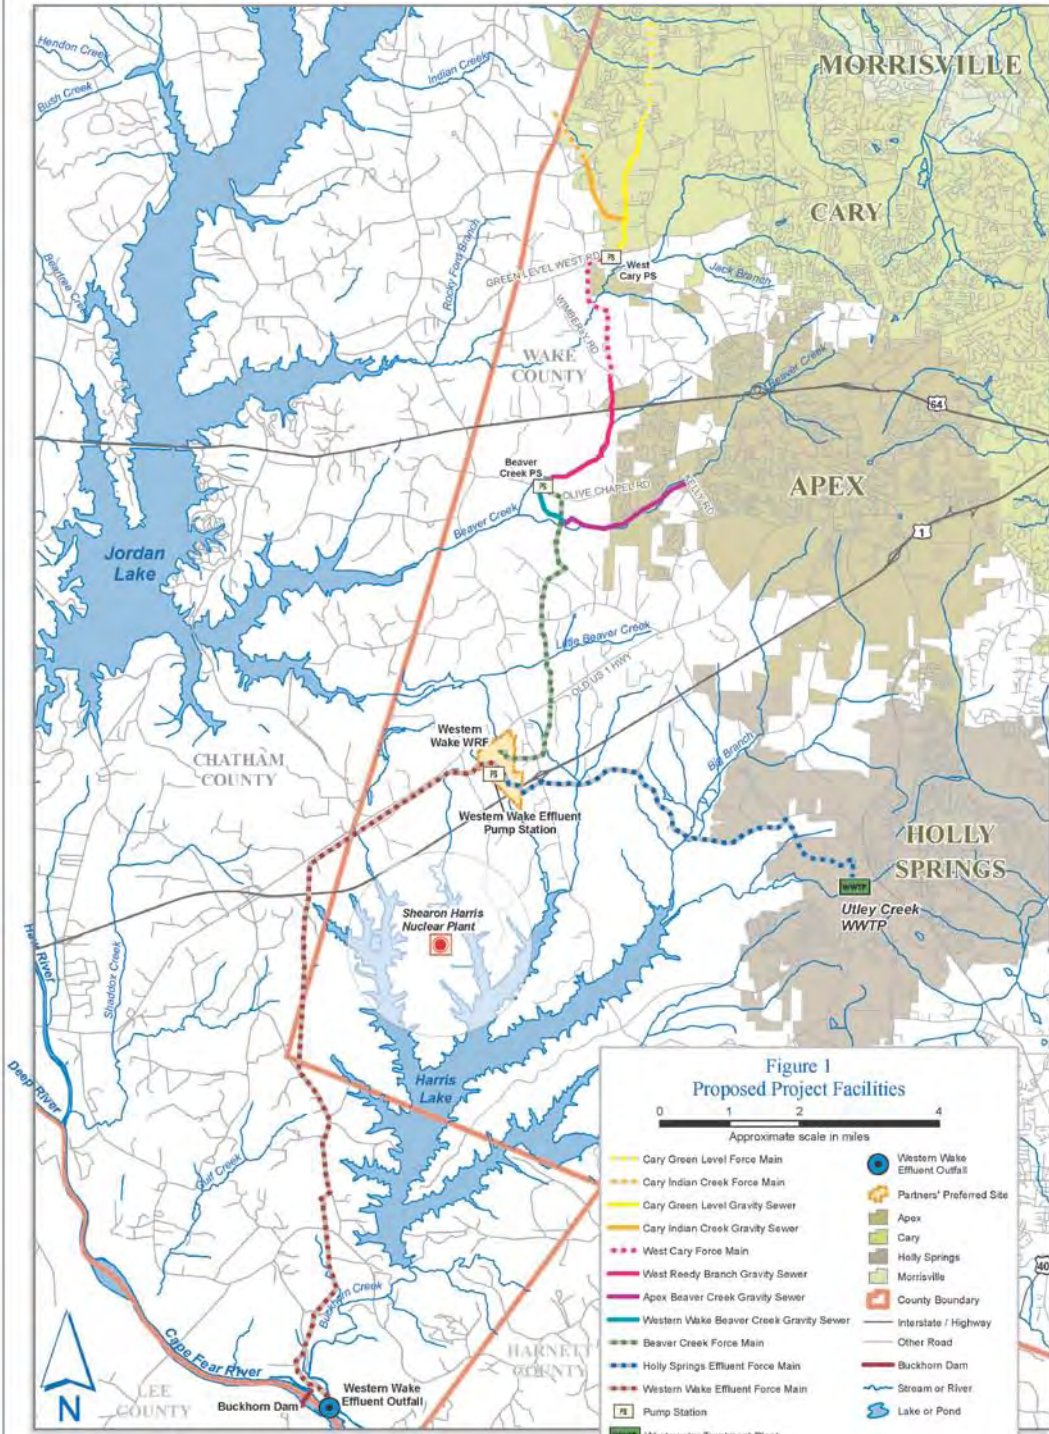 Hendon Creek
Bush Creek
Indian Creek
MORRISVILLE
CARY
Beartree Creek
Rocky Ford Branch
GREEN LEVEL WEST RD
PS
West
Cary PS
Jack Branch
WIMBERLY RD
WAKE
COUNTY
Beaver Creek
64
Beaver
Creek PS
PS
OLIVE CHAPEL RD
KELLY RD
APEX
Beaver Creek
1
Jordan
Lake
Little Beaver Creek
OLD US 1 HWY
Western
Wake WRF
Big Branch
CHATHAM
COUNTY
PS
Western Wake Effluent
Pump Station
HOLLY
SPRINGS
WWTP
Utley Creek
WWTP
Shearon Harris
Nuclear Plant
Haw River
Shaddox Creek
Deep River
Harris
Lake
Gulf Creek
Buckhorn Creek
Cape Fear River
HARNETT
COUNTY
LEE
COUNTY
N
Buckhorn Dam
Western Wake
Effluent Outfall
40
Figure 1
Proposed Project Facilities
0 1 2 4
Approximate scale in miles
Cary Green Level Force Main
Cary Indian Creek Force Main
Cary Green Level Gravity Sewer
Cary Indian Creek Gravity Sewer
West Cary Force Main
West Reedy Branch Gravity Sewer
Apex Beaver Creek Gravity Sewer
Western Wake Beaver Creek Gravity Sewer
Beaver Creek Force Main
Holly Springs Effluent Force Main
Western Wake Effluent Force Main
PS Pump Station
Western Wake
Effluent Outfall
Partners' Preferred Site
Apex
Cary
Holly Springs
Morrisville
County Boundary
Interstate / Highway
Other Road
Buckhorn Dam
Stream or River
Lake or Pond